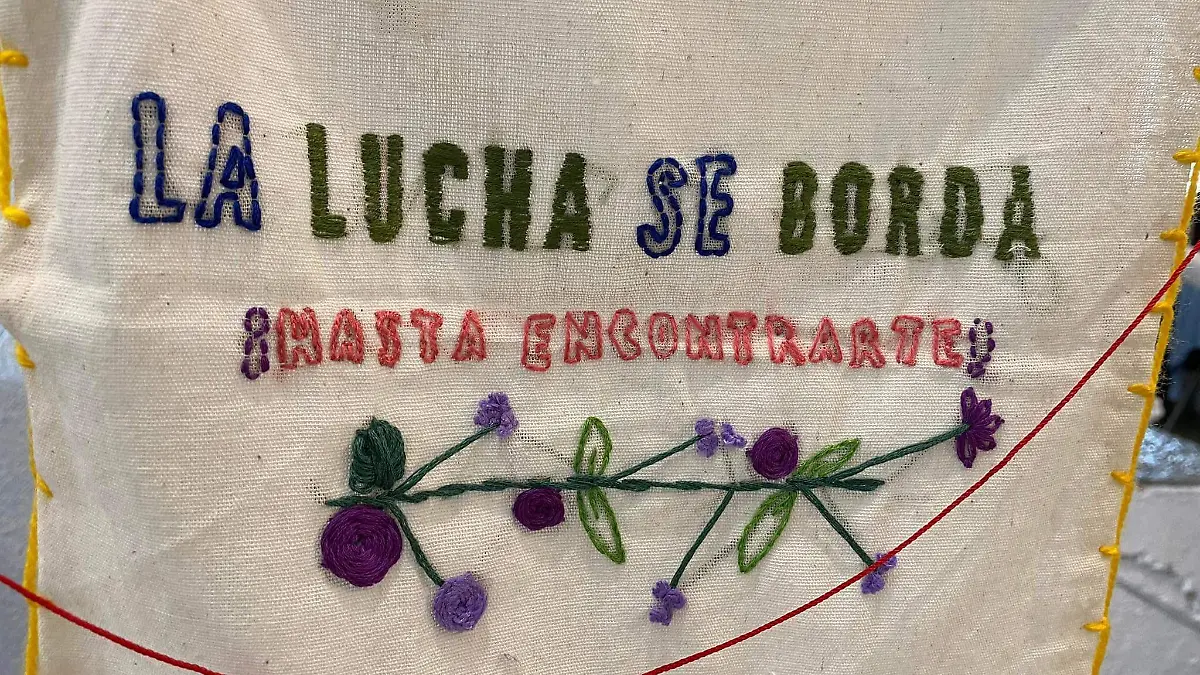 LA LUCHA SE BORDA
¡HASTA ENCONTRARTE!